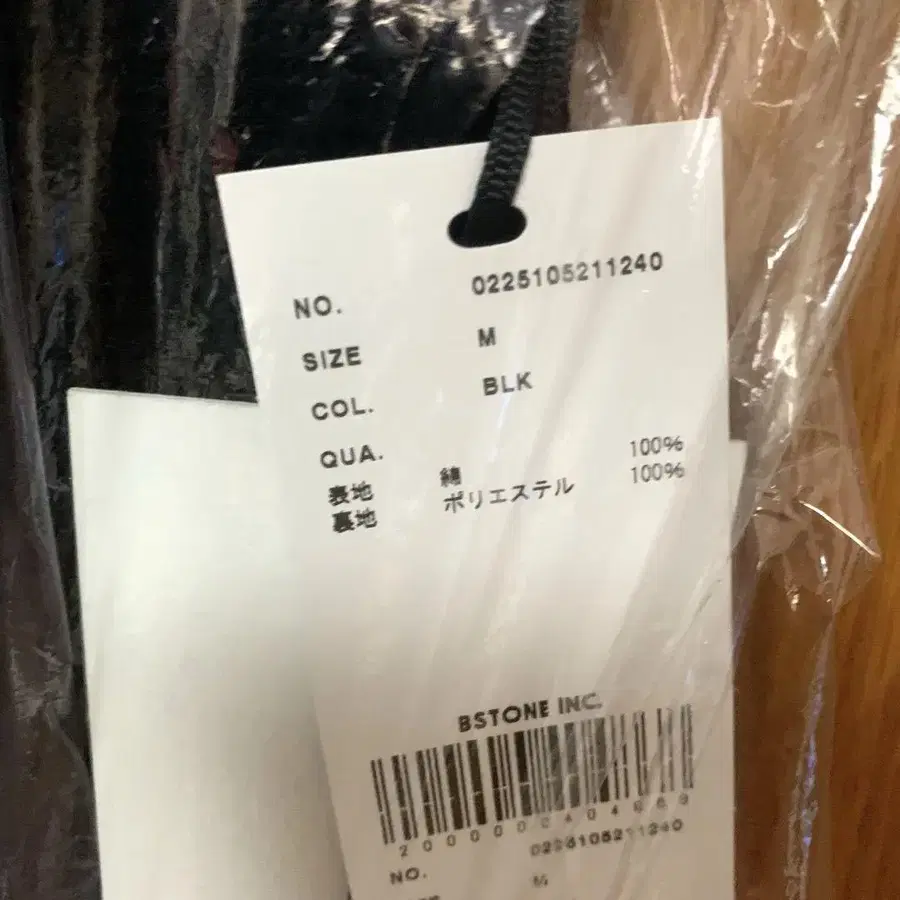 NO. 0225105211240
SIZE M
COL. BLK
QUA.
表地 綿 100%
裏地 ポリエステル 100%
BSTONE INC.
NO. 0225105211240
M